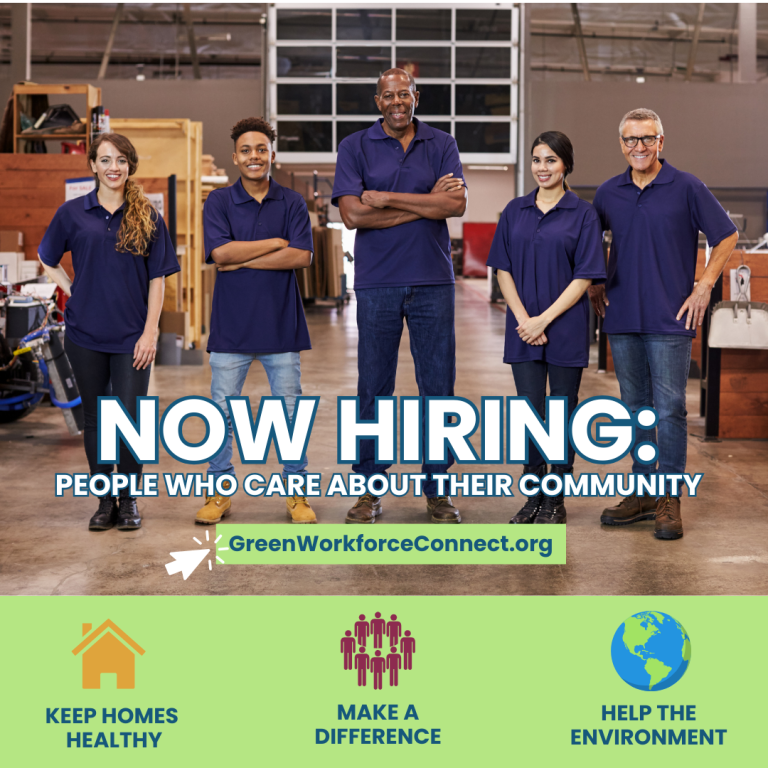 NOW HIRING:
PEOPLE WHO CARE ABOUT THEIR COMMUNITY
GreenWorkforceConnect.org
KEEP HOMES
HEALTHY
MAKE A
DIFFERENCE
HELP THE
ENVIRONMENT